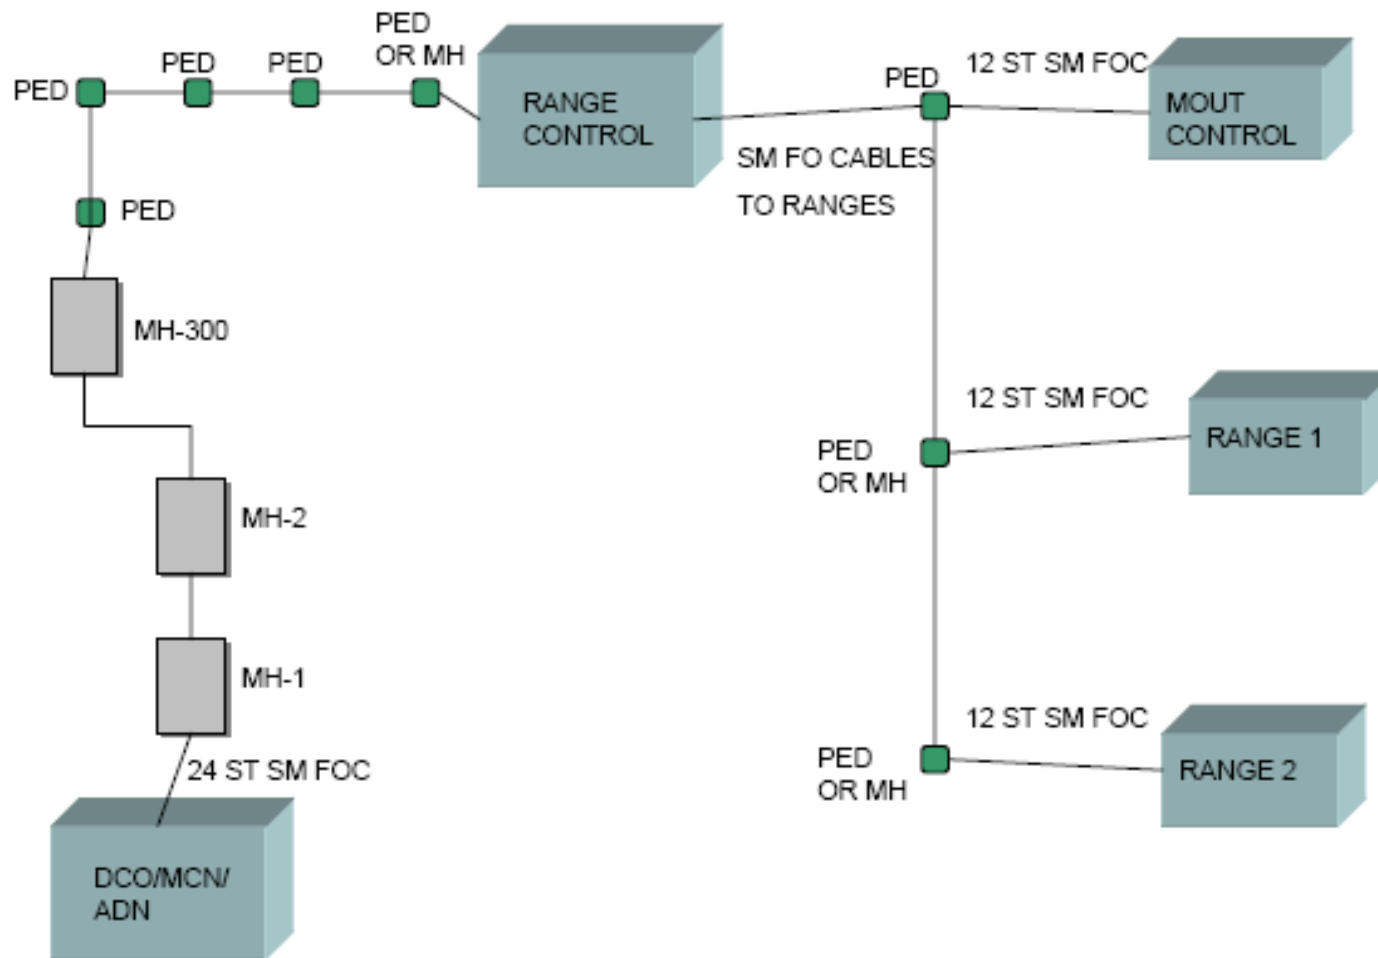 PED
OR MH
PED
PED
PED
RANGE
CONTROL
PED
12 ST SM FOC
MOUT
CONTROL
SM FO CABLES
TO RANGES
PED
MH-300
12 ST SM FOC
RANGE 1
PED
OR MH
MH-2
MH-1
12 ST SM FOC
RANGE 2
PED
OR MH
24 ST SM FOC
DCO/MCN/
ADN